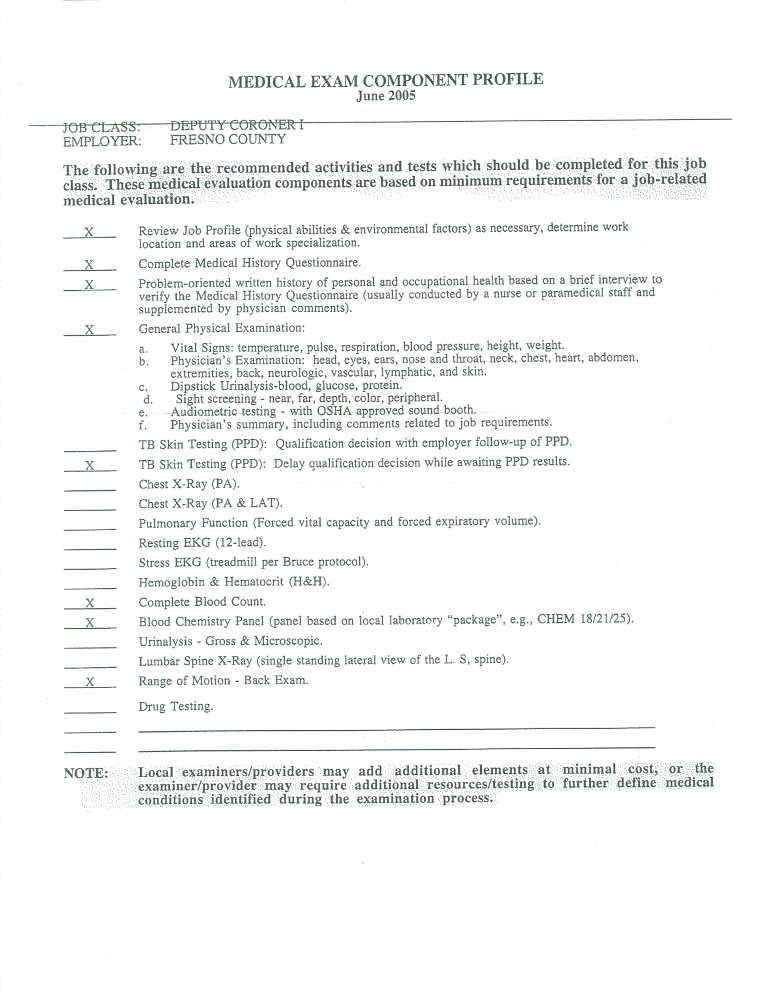 MEDICAL EXAM COMPONENT PROFILE
June 2005
JOB CLASS: DEPUTY CORONER I
EMPLOYER: FRESNO COUNTY
The following are the recommended activities and tests which should be completed for this job
class. These medical evaluation components are based on minimum requirements for a job-related
medical evaluation.
X Review Job Profile (physical abilities & environmental factors) as necessary, determine work
location and areas of work specialization.
X Complete Medical History Questionnaire.
X Problem-oriented written history of personal and occupational health based on a brief interview to
verify the Medical History Questionnaire (usually conducted by a nurse or paramedical staff and
supplemented by physician comments).
X General Physical Examination:
a. Vital Signs: temperature, pulse, respiration, blood pressure, height, weight.
b. Physician's Examination: head, eyes, ears, nose and throat, neck, chest, heart, abdomen,
extremities, back, neurologic, vascular, lymphatic, and skin.
c. Dipstick Urinalysis-blood, glucose, protein.
d. Sight screening - near, far, depth, color, peripheral.
e. Audiometric testing - with OSHA approved sound booth.
f. Physician's summary, including comments related to job requirements.
TB Skin Testing (PPD): Qualification decision with employer follow-up of PPD.
X TB Skin Testing (PPD): Delay qualification decision while awaiting PPD results.
Chest X-Ray (PA).
Chest X-Ray (PA & LAT).
Pulmonary Function (Forced vital capacity and forced expiratory volume).
Resting EKG (12-lead).
Stress EKG (treadmill per Bruce protocol).
Hemoglobin & Hematocrit (H&H).
X Complete Blood Count.
X Blood Chemistry Panel (panel based on local laboratory "package", e.g., CHEM 18/21/25).
Urinalysis - Gross & Microscopic.
Lumbar Spine X-Ray (single standing lateral view of the L. S, spine).
X Range of Motion - Back Exam.
Drug Testing.
NOTE: Local examiners/providers may add additional elements at minimal cost, or the
examiner/provider may require additional resources/testing to further define medical
conditions identified during the examination process.